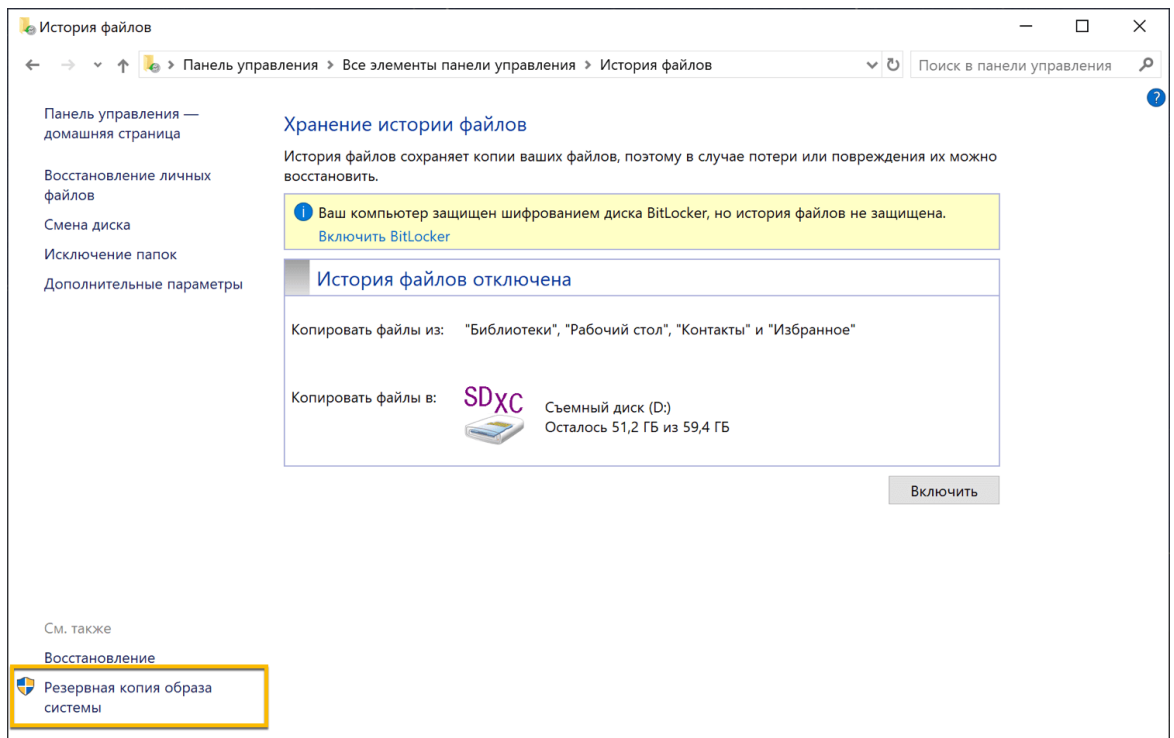 История файлов
Панель управления > Все элементы панели управления > История файлов
Поиск в панели управления
?
Панель управления —
домашняя страница
Восстановление личных
файлов
Смена диска
Исключение папок
Дополнительные параметры
Хранение истории файлов
История файлов сохраняет копии ваших файлов, поэтому в случае потери или повреждения их можно
восстановить.
Ваш компьютер защищен шифрованием диска BitLocker, но история файлов не защищена.
Включить BitLocker
История файлов отключена
Копировать файлы из: "Библиотеки", "Рабочий стол", "Контакты" и "Избранное"
Копировать файлы в:
SDXC
Съемный диск (D:)
Осталось 51,2 ГБ из 59,4 ГБ
Включить
См. также
Восстановление
Резервная копия образа
системы